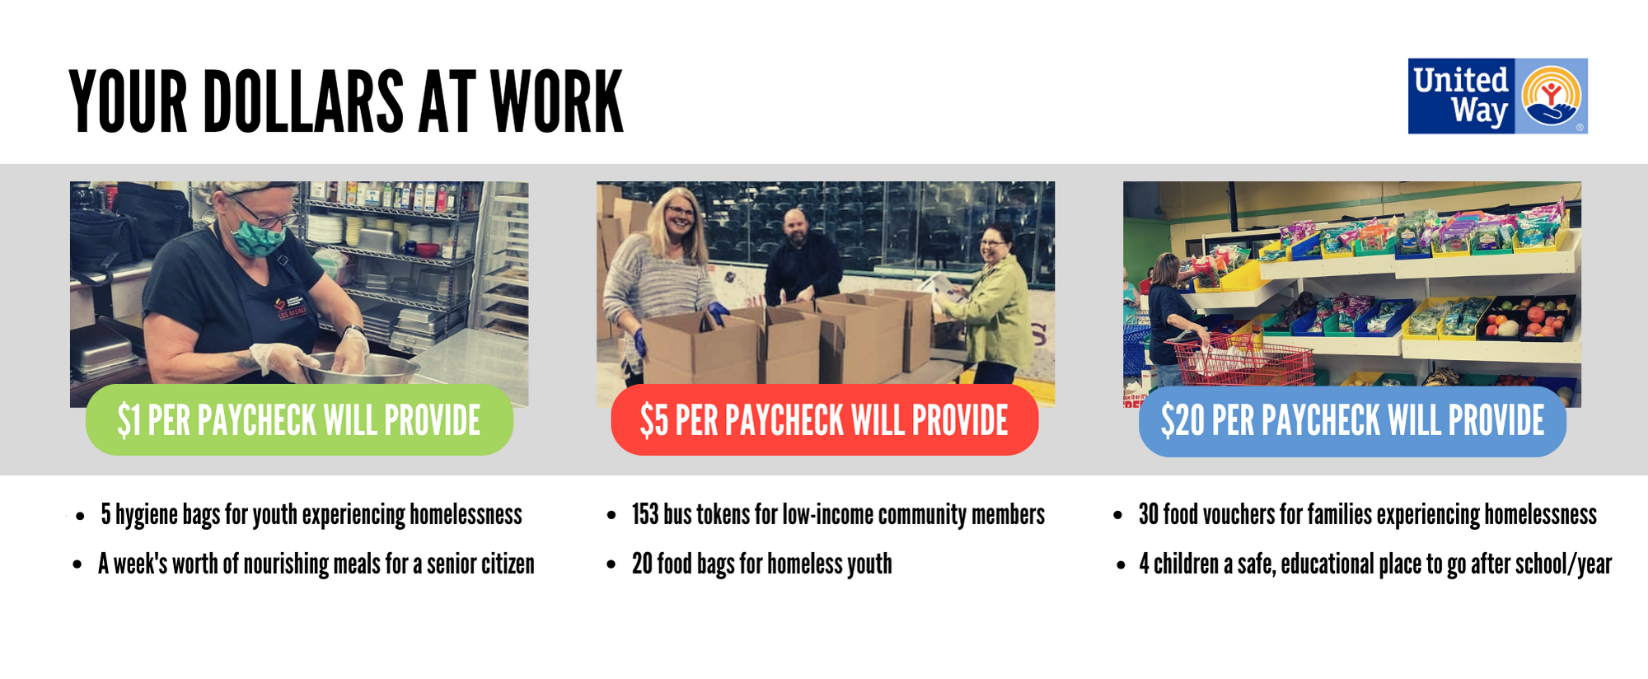 YOUR DOLLARS AT WORK
United
Way
®
$1 PER PAYCHECK WILL PROVIDE
• 5 hygiene bags for youth experiencing homelessness
• A week's worth of nourishing meals for a senior citizen
$5 PER PAYCHECK WILL PROVIDE
• 153 bus tokens for low-income community members
• 20 food bags for homeless youth
$20 PER PAYCHECK WILL PROVIDE
• 30 food vouchers for families experiencing homelessness
• 4 children a safe, educational place to go after school/year